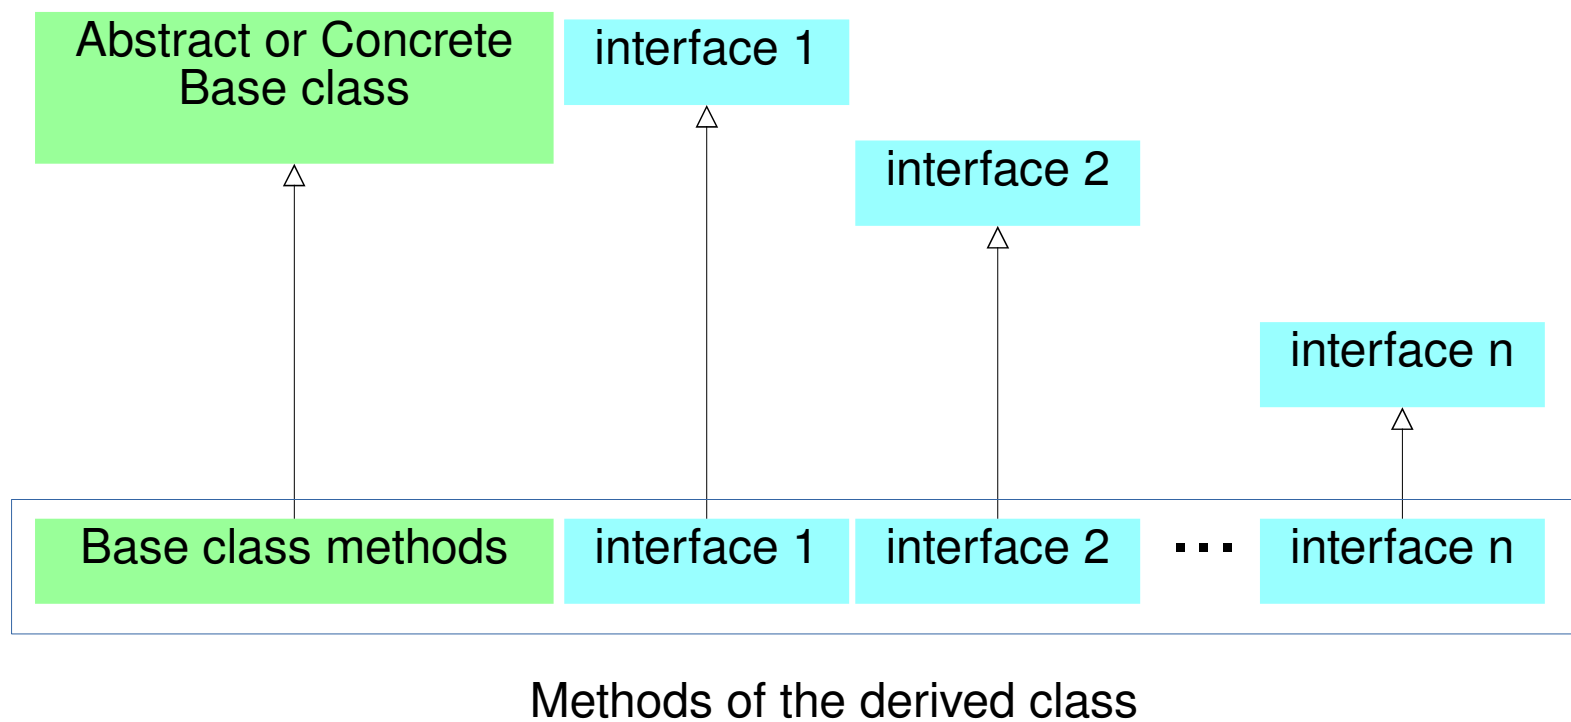 Abstract or Concrete
Base class
interface 1
interface 2
interface n
Base class methods
interface 1
interface 2
...
interface n
Methods of the derived class